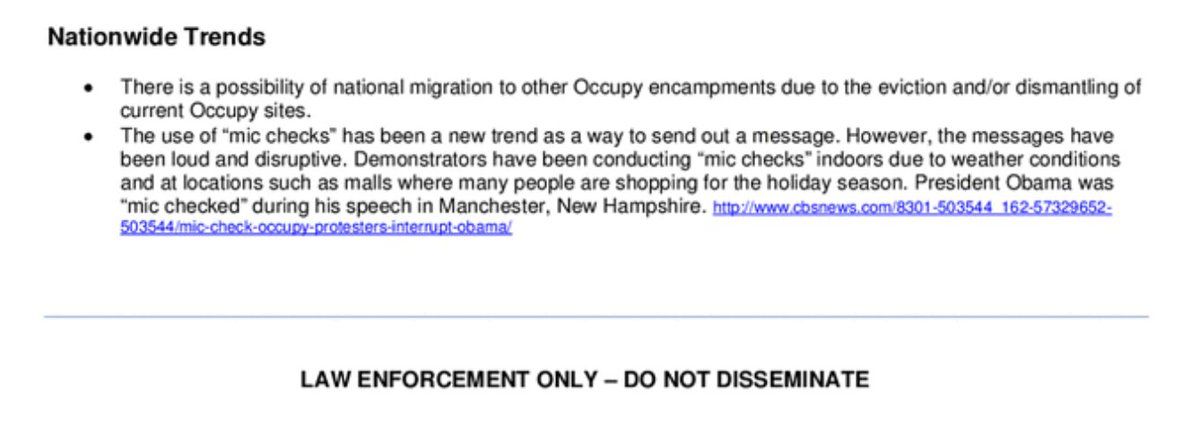 Nationwide Trends
• There is a possibility of national migration to other Occupy encampments due to the eviction and/or dismantling of
current Occupy sites.
• The use of “mic checks” has been a new trend as a way to send out a message. However, the messages have
been loud and disruptive. Demonstrators have been conducting “mic checks” indoors due to weather conditions
and at locations such as malls where many people are shopping for the holiday season. President Obama was
“mic checked” during his speech in Manchester, New Hampshire. http://www.cbsnews.com/8301-503544_162-57329652-
503544/mic-check-occupy-protesters-interrupt-obama/
LAW ENFORCEMENT ONLY – DO NOT DISSEMINATE